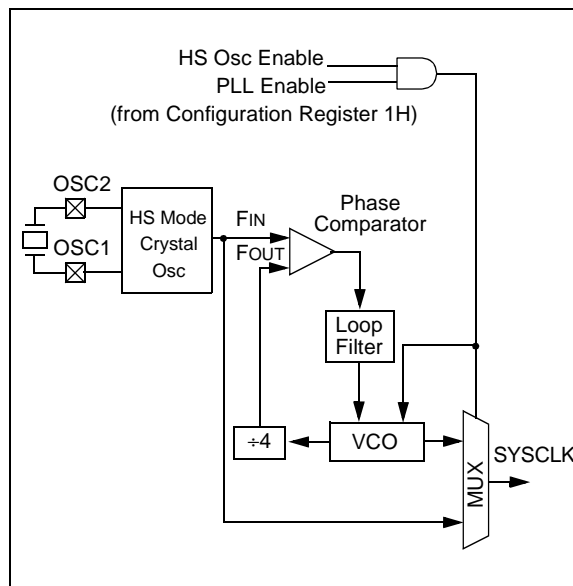 HS Osc Enable
PLL Enable
(from Configuration Register 1H)
OSC2
OSC1
HS Mode
Crystal
Osc
FIN
FOUT
Phase
Comparator
Loop
Filter
÷4
VCO
MUX
SYSCLK